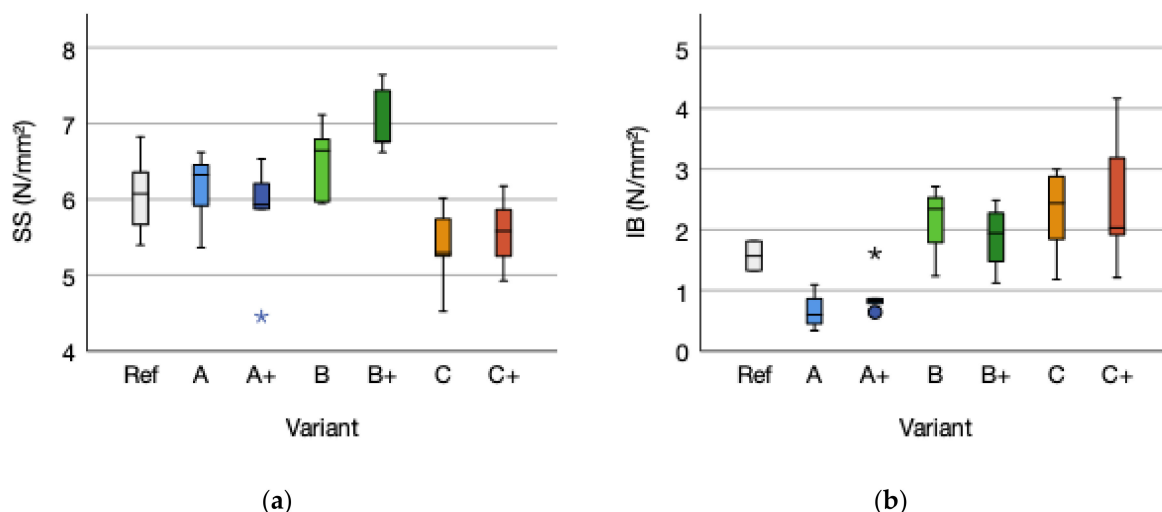 8
7
6
5
4
SS (N/mm²)
Ref A A+ B B+ C C+
Variant
(a)
5
4
3
2
1
0
IB (N/mm²)
Ref A A+ B B+ C C+
Variant
(b)